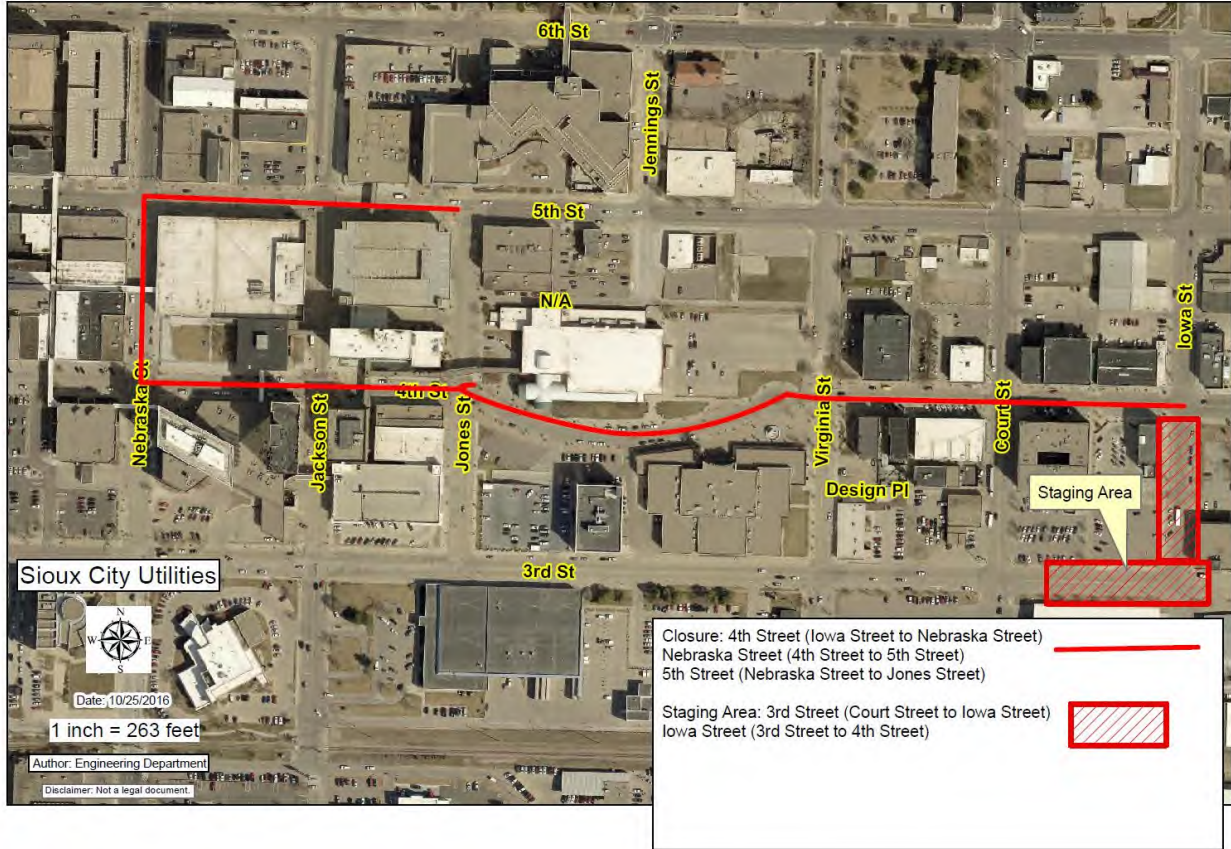 6th St
Jennings St
5th St
N/A
Iowa St
Nebraska St
4th St
Jackson St
Jones St
Virginia St
Court St
Design Pl
Staging Area
3rd St
Sioux City Utilities
N
W E
S
Date: 10/25/2016
1 inch = 263 feet
Author: Engineering Department
Disclaimer: Not a legal document.
Closure: 4th Street (Iowa Street to Nebraska Street)
Nebraska Street (4th Street to 5th Street)
5th Street (Nebraska Street to Jones Street)
Staging Area: 3rd Street (Court Street to Iowa Street)
Iowa Street (3rd Street to 4th Street)